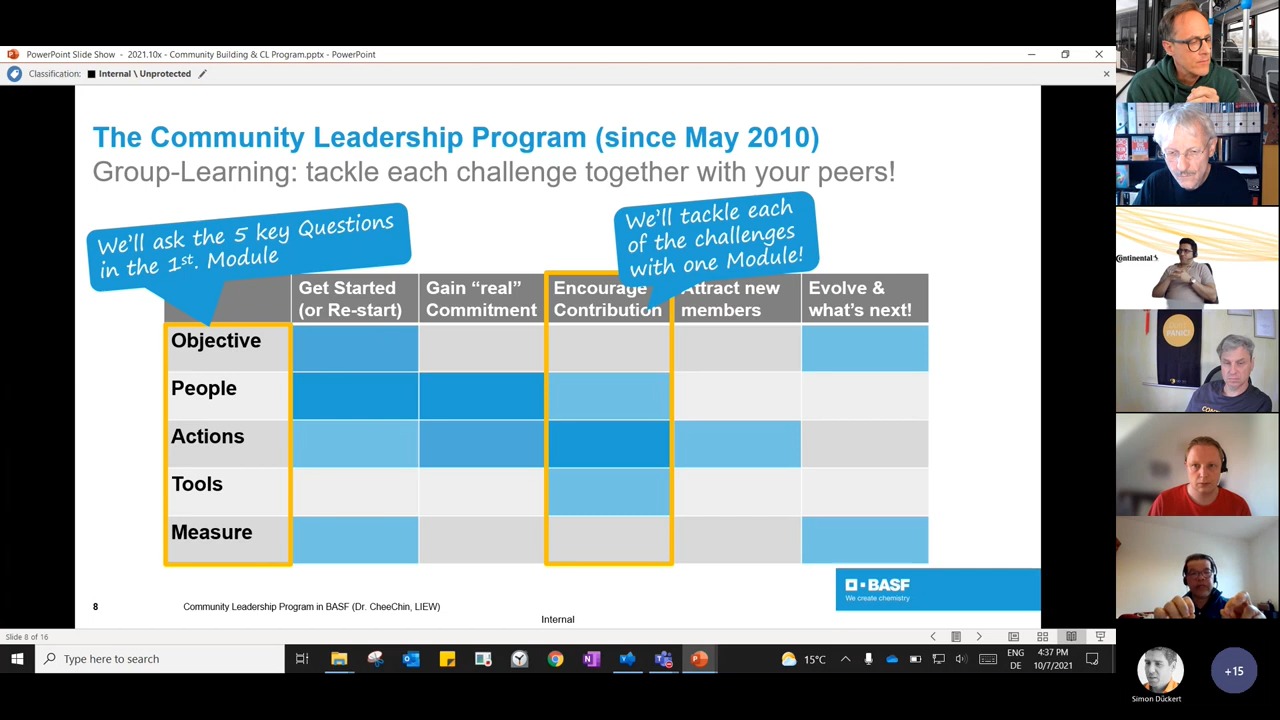 PowerPoint Slide Show - 2021.10x - Community Building & CL Program.pptx - PowerPoint
Classification: Internal \ Unprotected
The Community Leadership Program (since May 2010)
Group-Learning: tackle each challenge together with your peers!
We'll ask the 5 key Questions
in the 1st. Module
We'll tackle each
of the challenges
with one Module!
Get Started
(or Re-start)
Gain “real”
Commitment
Encourage
Contribution
Attract new
members
Evolve &
what's next!
Objective
People
Actions
Tools
Measure
BASF
We create chemistry
8
Community Leadership Program in BASF (Dr. CheeChin, LIEW)
Internal
Slide 8 of 16
Type here to search
15°C
ENG
DE
4:37 PM
10/7/2021
PANIC
Simon Dückert
+15